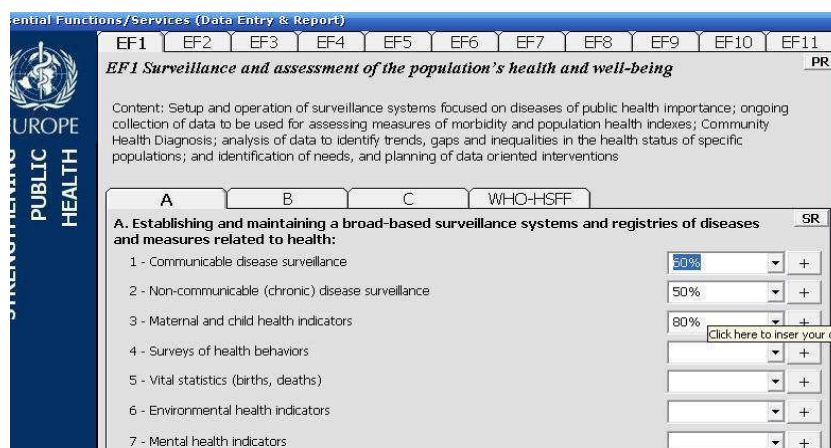 ential Functions/Services (Data Entry & Report)
EF1 EF2 EF3 EF4 EF5 EF6 EF7 EF8 EF9 EF10 EF11
EF1 Surveillance and assessment of the population's health and well-being
PR
Content: Setup and operation of surveillance systems focused on diseases of public health importance; ongoing
collection of data to be used for assessing measures of morbidity and population health indexes; Community
Health Diagnosis; analysis of data to identify trends, gaps and inequalities in the health status of specific
populations; and identification of needs, and planning of data oriented interventions
UROPE
PUBLIC
HEALTH
A B C WHO-HSFF
A. Establishing and maintaining a broad-based surveillance systems and registries of diseases
and measures related to health:
SR
1 - Communicable disease surveillance 60% +
2 - Non-communicable (chronic) disease surveillance 50% +
3 - Maternal and child health indicators 80% +
Click here to inser your
4 - Surveys of health behaviors +
5 - Vital statistics (births, deaths) +
6 - Environmental health indicators +
7 - Mental health indicators +